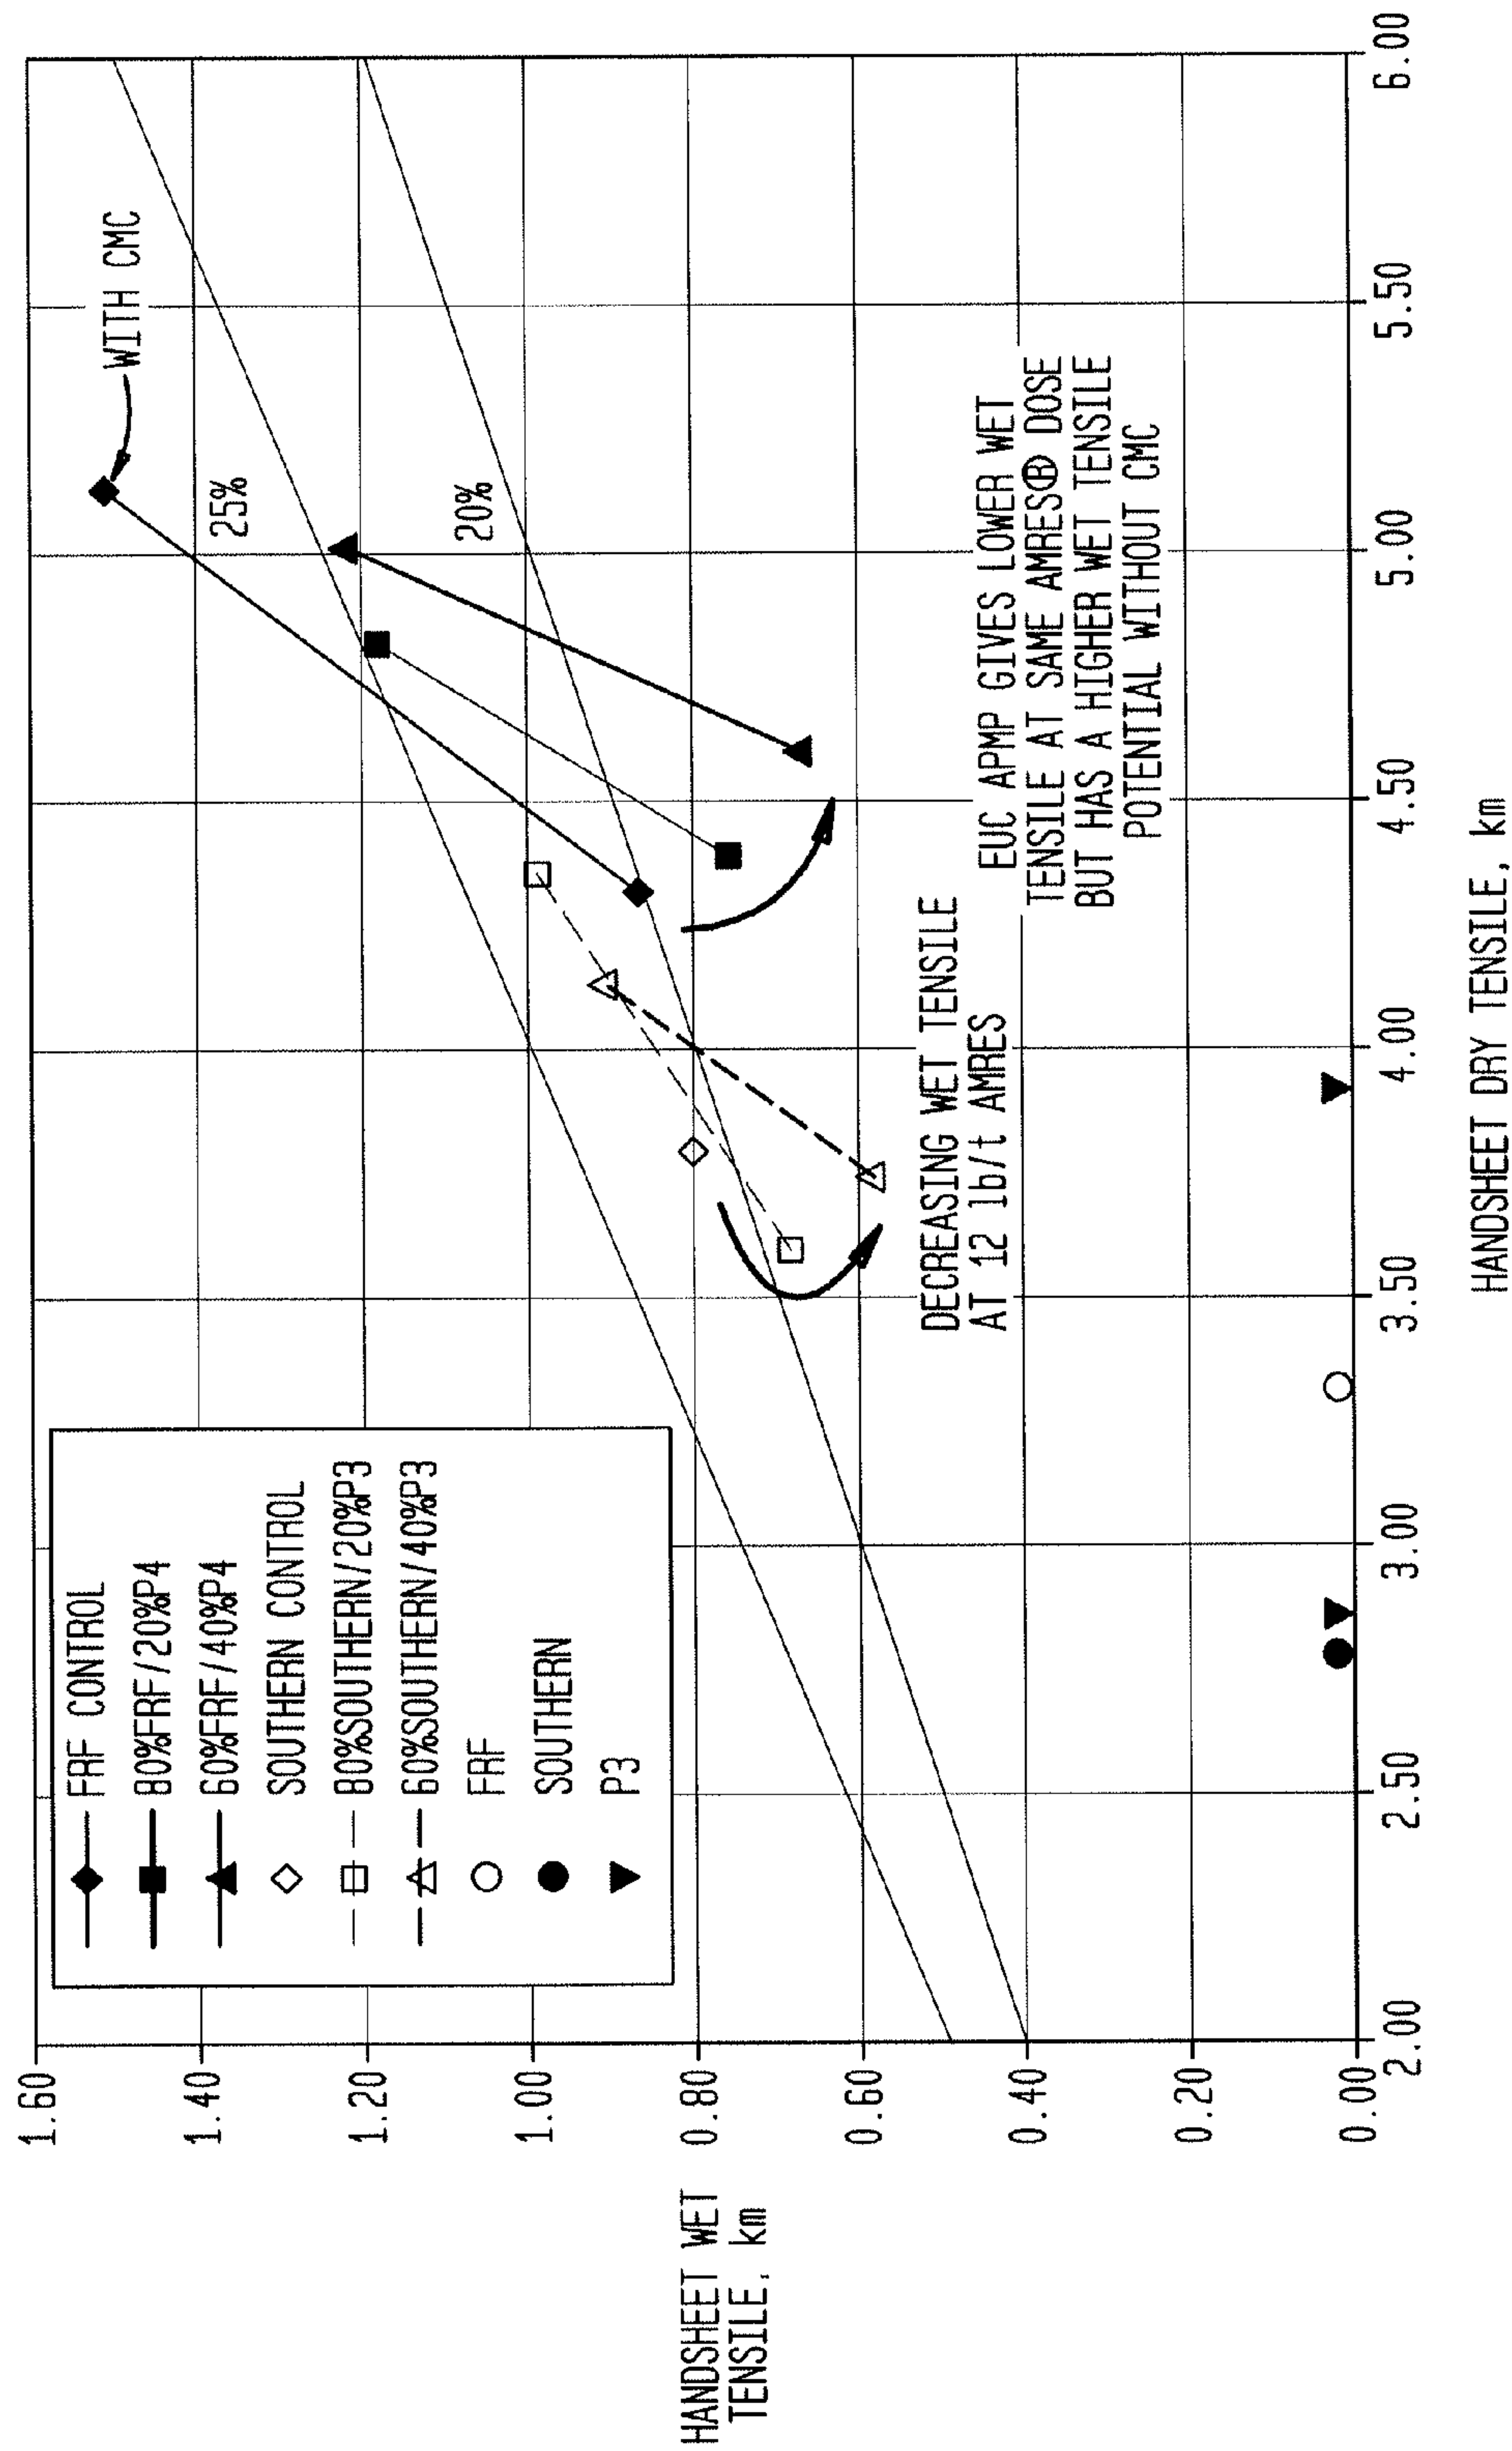 HANDSHEET WET
TENSILE, km
1.60
1.40
1.20
1.00
0.80
0.60
0.40
0.20
0.00
FRF CONTROL
80%FRF/20%P4
60%FRF/40%P4
SOUTHERN CONTROL
80%SOUTHERN/20%P3
60%SOUTHERN/40%P3
FRF
SOUTHERN
P3
WITH CMC
25%
20%
DECREASING WET TENSILE
AT 12 lb/t AMRES
EUC APMP GIVES LOWER WET
TENSILE AT SAME AMRES® DOSE
BUT HAS A HIGHER WET TENSILE
POTENTIAL WITHOUT CMC
2.00
2.50
3.00
3.50
4.00
4.50
5.00
5.50
6.00
HANDSHEET DRY TENSILE, km